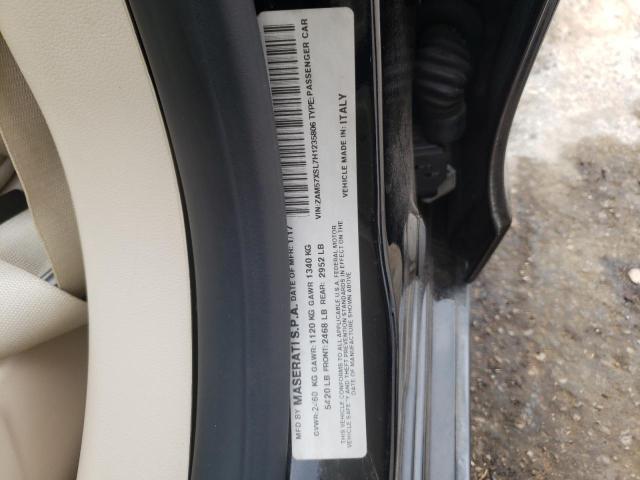 MFD BY MASERATI S.P.A. DATE OF MFR: 1/17
GVWR:2460 KG GAWR:1120 KG GAWR 1340 KG
5420 LB FRONT:2468 LB REAR: 2952 LB
THIS VEHICLE CONFORMS TO ALL APPLICABLE U.S.A. FEDERAL MOTOR
VEHICLE SAFETY AND THEFT PREVENTION STANDARDS IN EFFECT ON THE
DATE OF MANUFACTURE SHOWN ABOVE
VIN:ZAM57XSL7H1235806 TYPE:PASSENGER CAR
VEHICLE MADE IN: ITALY